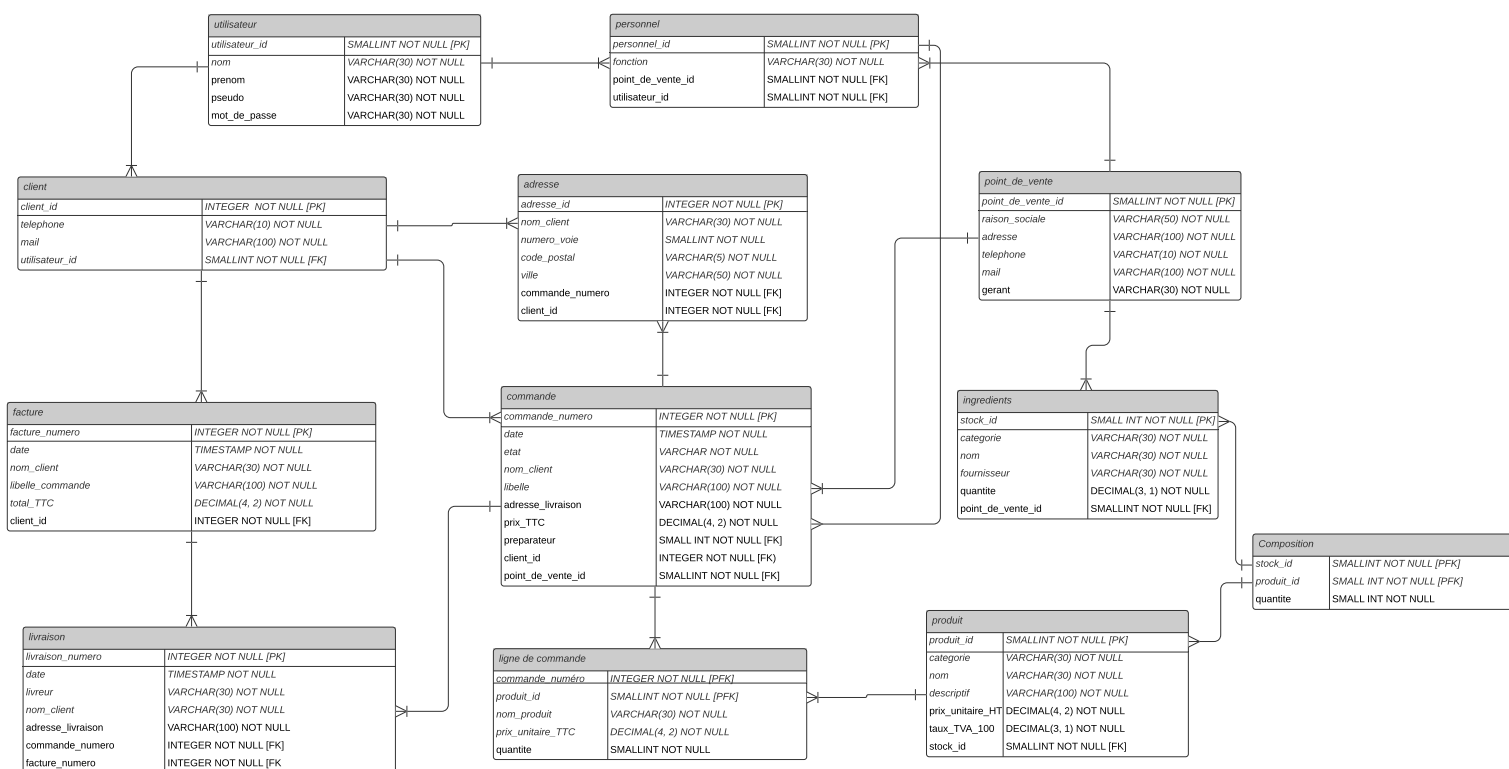 utilisateur
utilisateur_id SMALLINT NOT NULL [PK]
nom VARCHAR(30) NOT NULL
prenom VARCHAR(30) NOT NULL
pseudo VARCHAR(30) NOT NULL
mot_de_passe VARCHAR(30) NOT NULL
personnel
personnel_id SMALLINT NOT NULL [PK]
fonction VARCHAR(30) NOT NULL
point_de_vente_id SMALLINT NOT NULL [FK]
utilisateur_id SMALLINT NOT NULL [FK]
client
client_id INTEGER NOT NULL [PK]
telephone VARCHAR(10) NOT NULL
mail VARCHAR(100) NOT NULL
utilisateur_id SMALLINT NOT NULL [FK]
adresse
adresse_id INTEGER NOT NULL [PK]
nom_client VARCHAR(30) NOT NULL
numero_voie SMALLINT NOT NULL
code_postal VARCHAR(5) NOT NULL
ville VARCHAR(50) NOT NULL
commande_numero INTEGER NOT NULL [FK]
client_id INTEGER NOT NULL [FK]
point_de_vente
point_de_vente_id SMALLINT NOT NULL [PK]
raison_sociale VARCHAR(50) NOT NULL
adresse VARCHAR(100) NOT NULL
telephone VARCHAT(10) NOT NULL
mail VARCHAR(100) NOT NULL
gerant VARCHAR(30) NOT NULL
facture
facture_numero INTEGER NOT NULL [PK]
date TIMESTAMP NOT NULL
nom_client VARCHAR(30) NOT NULL
libelle_commande VARCHAR(100) NOT NULL
total_TTC DECIMAL(4, 2) NOT NULL
client_id INTEGER NOT NULL [FK]
commande
commande_numero INTEGER NOT NULL [PK]
date TIMESTAMP NOT NULL
etat VARCHAR NOT NULL
nom_client VARCHAR(30) NOT NULL
libelle VARCHAR(100) NOT NULL
adresse_livraison VARCHAR(100) NOT NULL
prix_TTC DECIMAL(4, 2) NOT NULL
preparateur SMALL INT NOT NULL [FK]
client_id INTEGER NOT NULL [FK)
point_de_vente_id SMALLINT NOT NULL [FK]
ingredients
stock_id SMALL INT NOT NULL [PK]
categorie VARCHAR(30) NOT NULL
nom VARCHAR(30) NOT NULL
fournisseur VARCHAR(30) NOT NULL
quantite DECIMAL(3, 1) NOT NULL
point_de_vente_id SMALLINT NOT NULL [FK]
Composition
stock_id SMALLINT NOT NULL [PFK]
produit_id SMALL INT NOT NULL [PFK]
quantite SMALL INT NOT NULL
livraison
livraison_numero INTEGER NOT NULL [PK]
date TIMESTAMP NOT NULL
livreur VARCHAR(30) NOT NULL
nom_client VARCHAR(30) NOT NULL
adresse_livraison VARCHAR(100) NOT NULL
commande_numero INTEGER NOT NULL [FK]
facture_numero INTEGER NOT NULL [FK
ligne de commande
commande_numéro INTEGER NOT NULL [PFK]
produit_id SMALLINT NOT NULL [PFK]
nom_produit VARCHAR(30) NOT NULL
prix_unitaire_TTC DECIMAL(4, 2) NOT NULL
quantite SMALLINT NOT NULL
produit
produit_id SMALLINT NOT NULL [PK]
categorie VARCHAR(30) NOT NULL
nom VARCHAR(30) NOT NULL
descriptif VARCHAR(100) NOT NULL
prix_unitaire_HT DECIMAL(4, 2) NOT NULL
taux_TVA_100 DECIMAL(3, 1) NOT NULL
stock_id SMALLINT NOT NULL [FK]